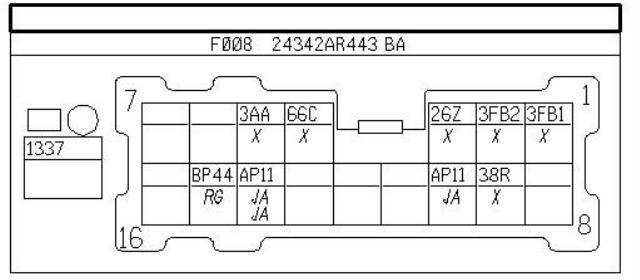 F008 24342AR443 BA
7 1
3AA 66C 26Z 3FB2 3FB1
X X X X X
1337
BP44 AP11 AP11 38R
RG JA JA X
JA
16 8